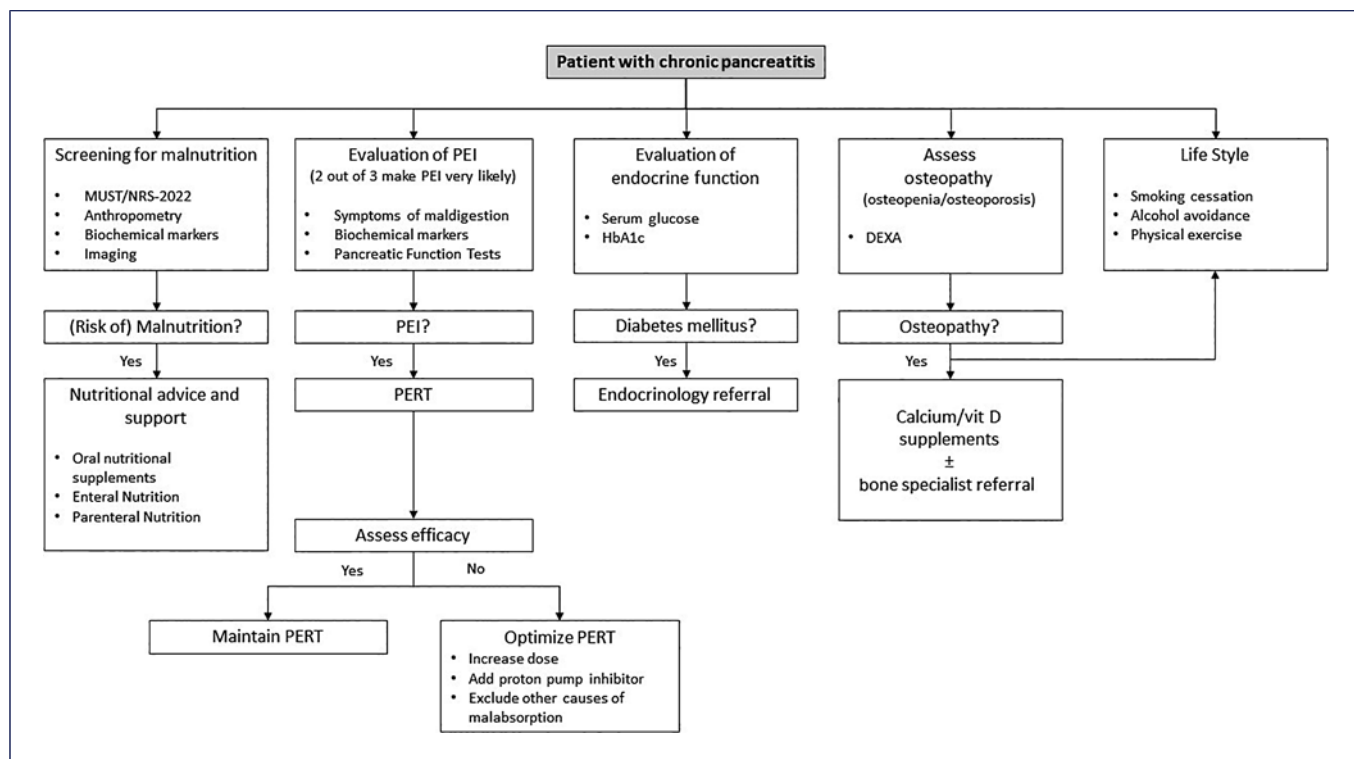 Patient with chronic pancreatitis
Screening for malnutrition
• MUST/NRS-2022
• Anthropometry
• Biochemical markers
• Imaging
(Risk of) Malnutrition?
Yes
Nutritional advice and
support
• Oral nutritional
supplements
• Enteral Nutrition
• Parenteral Nutrition
Evaluation of PEI
(2 out of 3 make PEI very likely)
• Symptoms of maldigestion
• Biochemical markers
• Pancreatic Function Tests
PEI?
Yes
PERT
Assess efficacy
Yes
No
Maintain PERT
Optimize PERT
• Increase dose
• Add proton pump inhibitor
• Exclude other causes of
malabsorption
Evaluation of
endocrine function
• Serum glucose
• HbA1c
Diabetes mellitus?
Yes
Endocrinology referral
Assess
osteopathy
(osteopenia/osteoporosis)
• DEXA
Osteopathy?
Yes
Calcium/vit D
supplements
±
bone specialist referral
Life Style
• Smoking cessation
• Alcohol avoidance
• Physical exercise